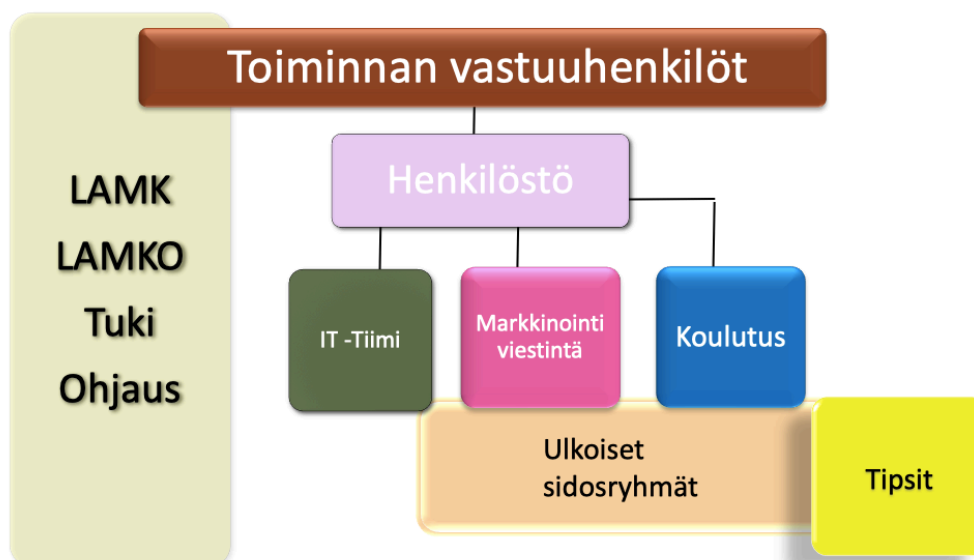 Toiminnan vastuuhenkilöt
LAMK
LAMKO
Tuki
Ohjaus
Henkilöstö
IT -Tiimi
Markkinointi
viestintä
Koulutus
Ulkoiset
sidosryhmät
Tipsit